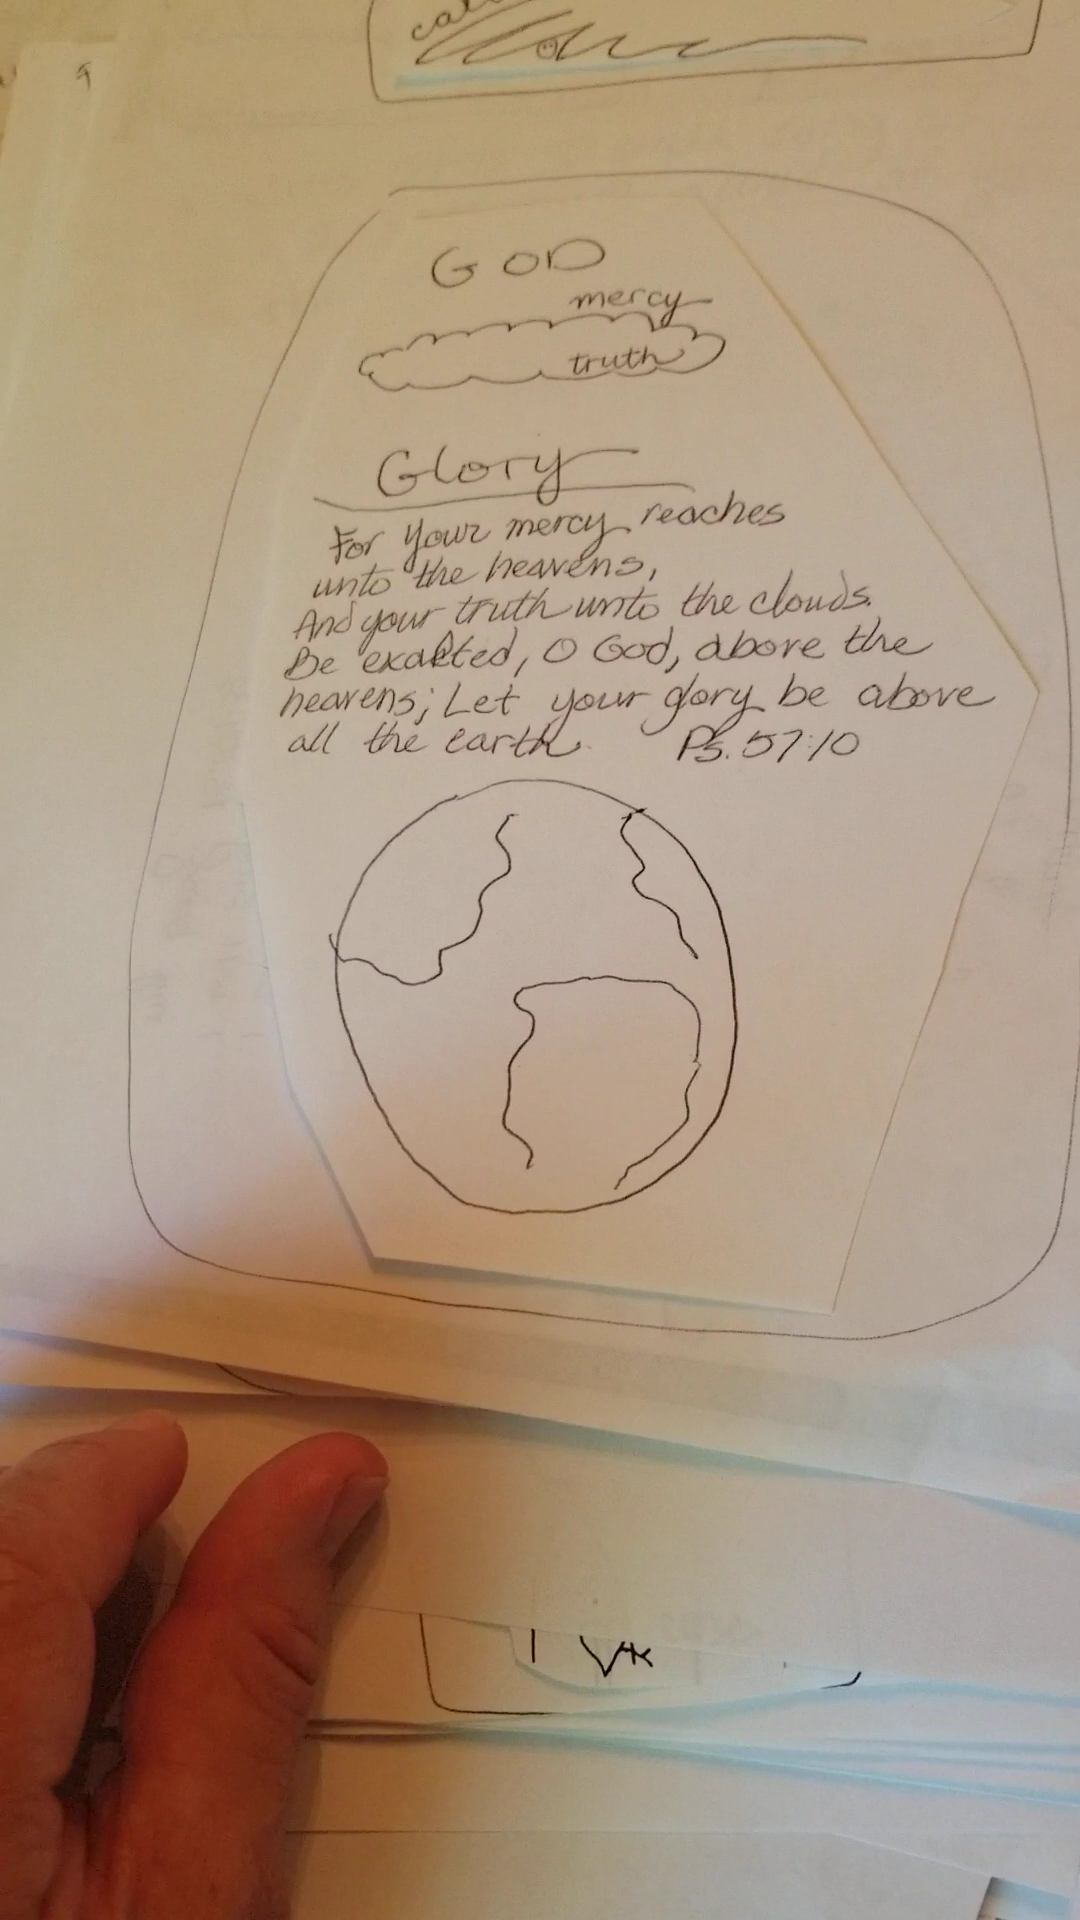 GOD
mercy
truth
Glory
For your mercy reaches
unto the heavens,
And your truth unto the clouds.
Be exalted, O God, above the
heavens; Let your glory be above
all the earth. Ps. 57:10